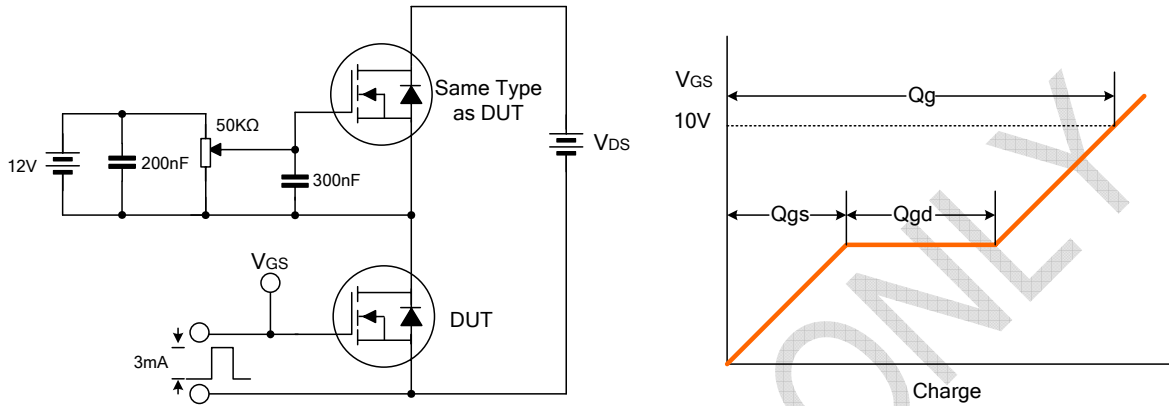 Same Type
as DUT
50KΩ
12V
200nF
300nF
VDS
VGS
DUT
3mA
VGS
Qg
10V
Qgs
Qgd
Charge
ONLY